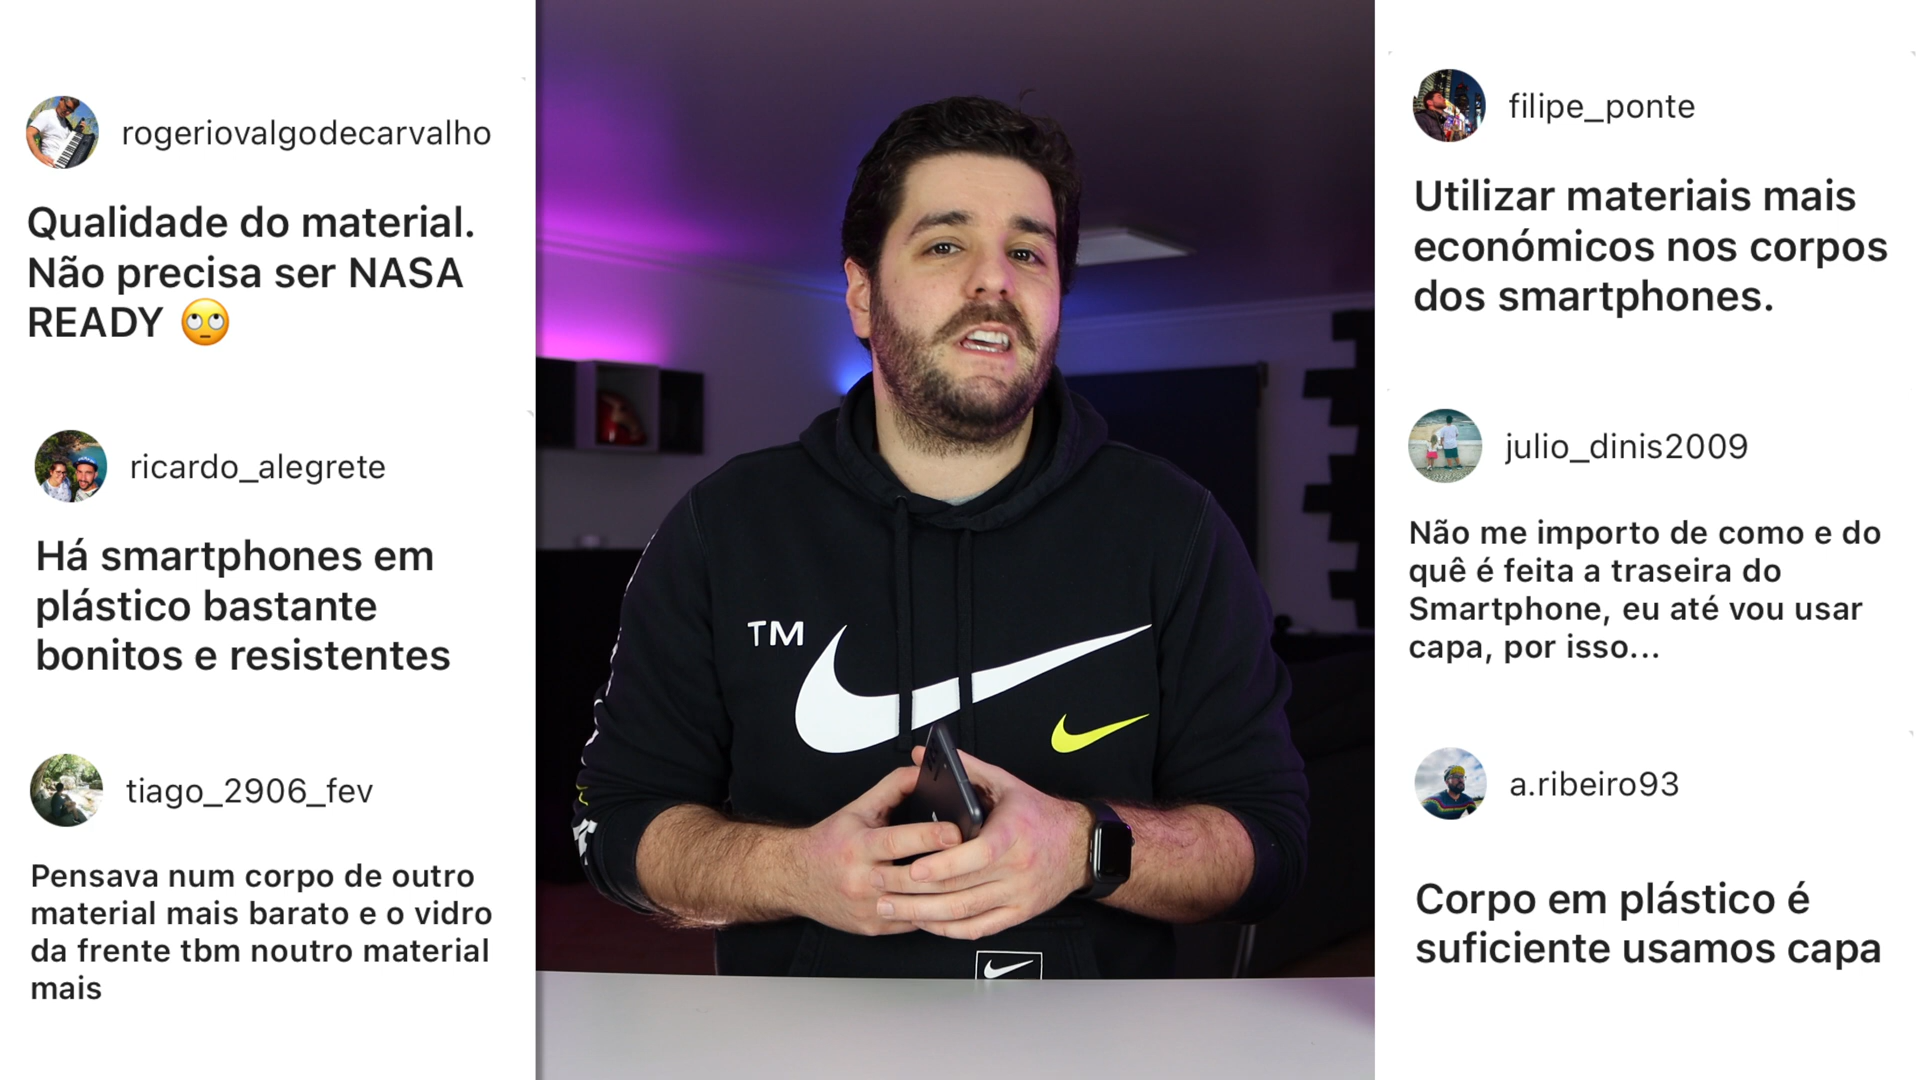 rogeriovalgodecarvalho
Qualidade do material.
Não precisa ser NASA
READY 🙄
ricardo_alegrete
Há smartphones em
plástico bastante
bonitos e resistentes
tiago_2906_fev
Pensava num corpo de outro
material mais barato e o vidro
da frente tbm noutro material
mais
TM
filipe_ponte
Utilizar materiais mais
económicos nos corpos
dos smartphones.
julio_dinis2009
Não me importo de como e do
quê é feita a traseira do
Smartphone, eu até vou usar
capa, por isso...
a.ribeiro93
Corpo em plástico é
suficiente usamos capa